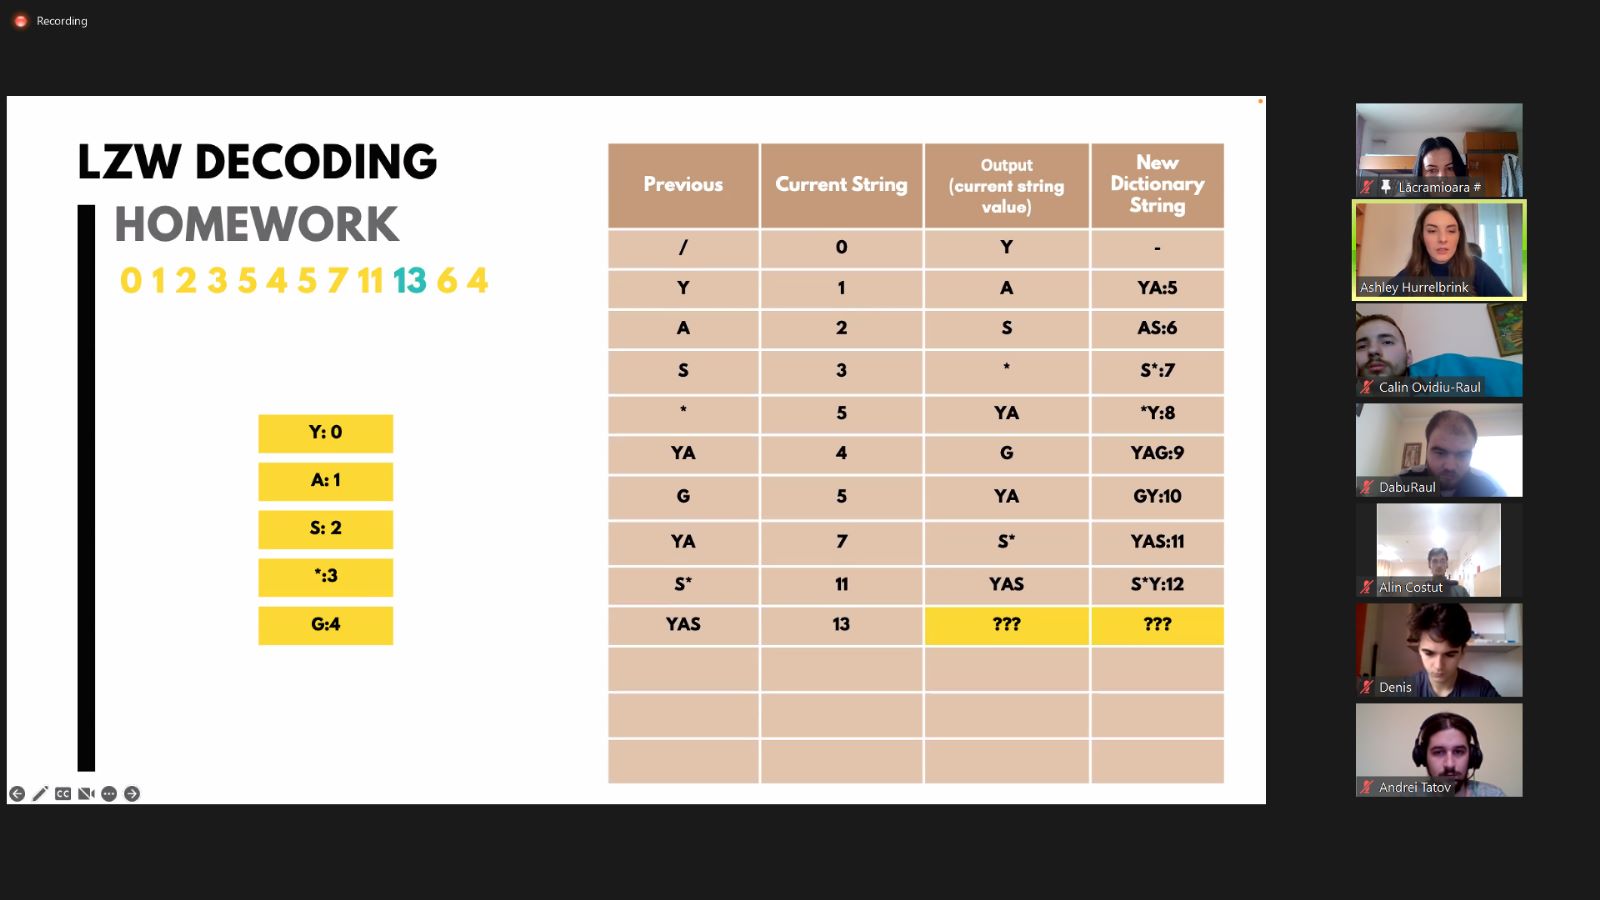 Recording
LZW DECODING
HOMEWORK
0 1 2 3 5 4 5 7 11 13 6 4
Y: 0
A: 1
S: 2
*:3
G:4
Previous Current String Output (current string value) New Dictionary String
/ 0 Y -
Y 1 A YA:5
A 2 S AS:6
S 3 * S*:7
* 5 YA *Y:8
YA 4 G YAG:9
G 5 YA GY:10
YA 7 S* YAS:11
S* 11 YAS S*Y:12
YAS 13 ??? ???
CC
Lăcramioara #
Ashley Hurrelbrink
Calin Ovidiu-Raul
DabuRaul
Alin Costut
Denis
Andrei Tatov